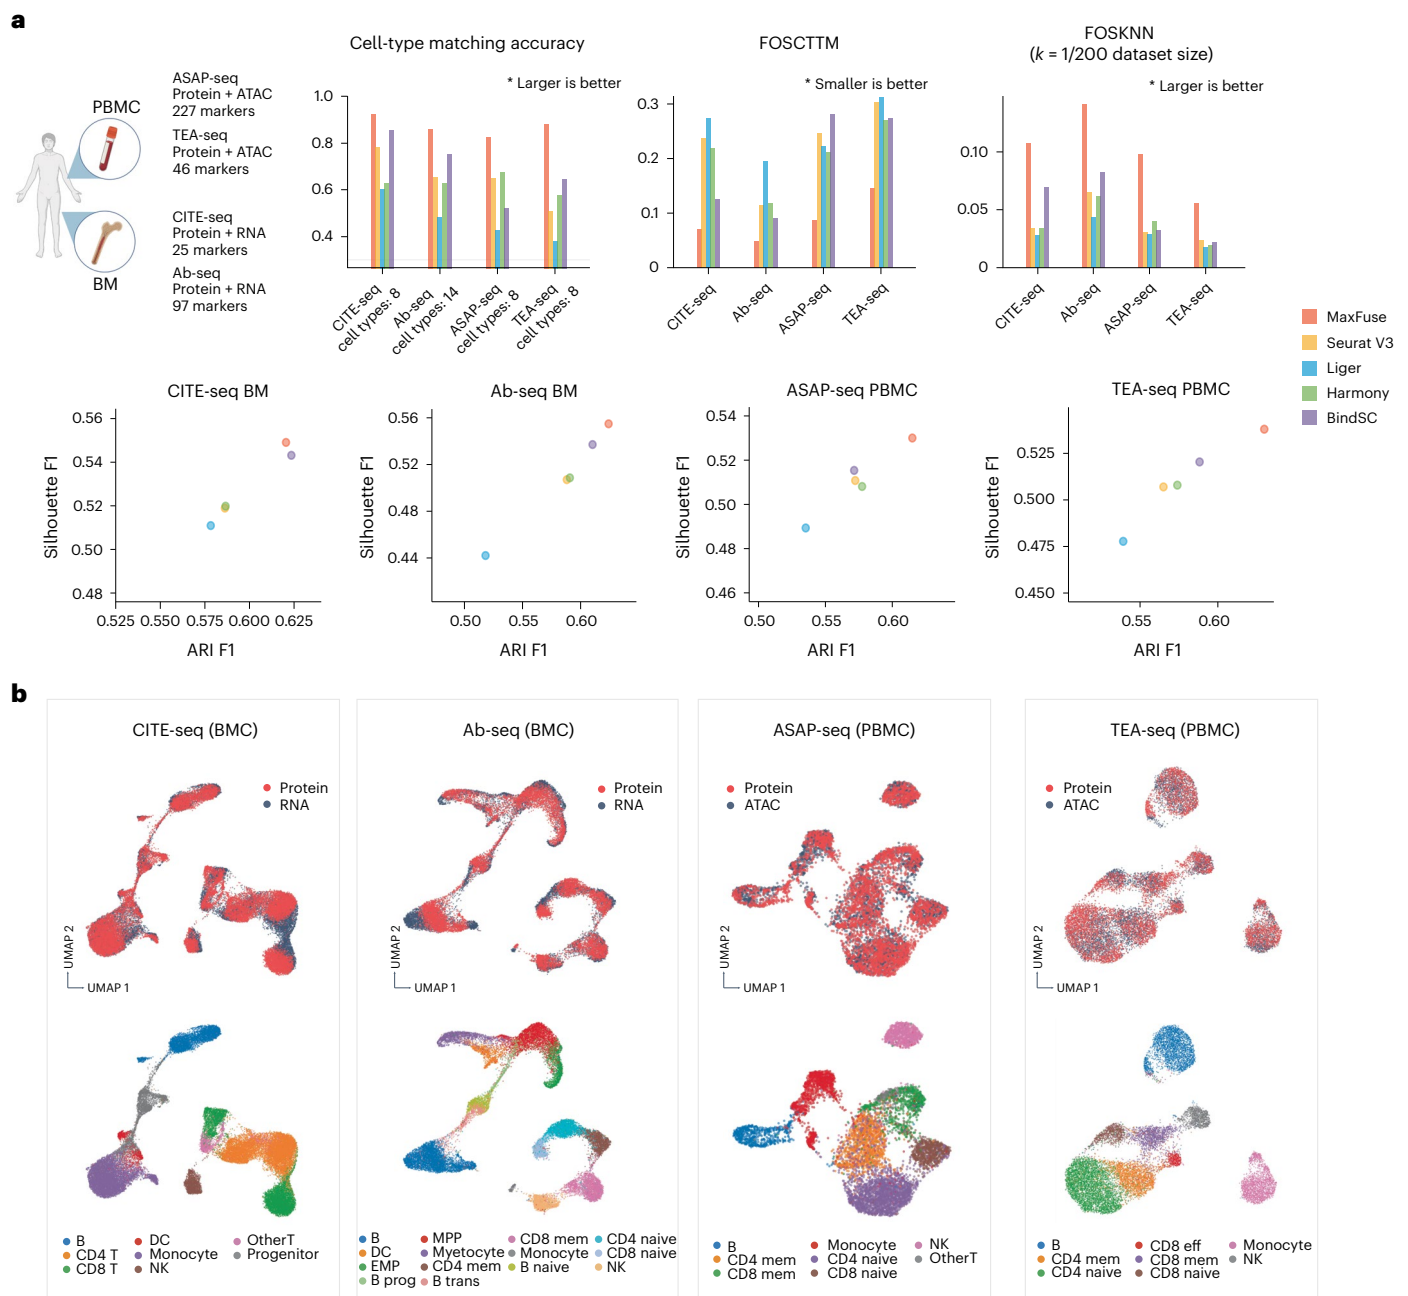 a
PBMC
BM
ASAP-seq
Protein + ATAC
227 markers
TEA-seq
Protein + ATAC
46 markers
CITE-seq
Protein + RNA
25 markers
Ab-seq
Protein + RNA
97 markers
Cell-type matching accuracy
* Larger is better
1.0
0.8
0.6
0.4
CITE-seq
cell types: 8
Ab-seq
cell types: 14
ASAP-seq
cell types: 8
TEA-seq
cell types: 8
FOSCTTM
* Smaller is better
0.3
0.2
0.1
0
CITE-seq
Ab-seq
ASAP-seq
TEA-seq
FOSKNN
(k = 1/200 dataset size)
* Larger is better
0.10
0.05
0
CITE-seq
Ab-seq
ASAP-seq
TEA-seq
MaxFuse
Seurat V3
Liger
Harmony
BindSC
CITE-seq BM
Silhouette F1
0.56
0.54
0.52
0.50
0.48
0.525 0.550 0.575 0.600 0.625
ARI F1
Ab-seq BM
Silhouette F1
0.56
0.52
0.48
0.44
0.50 0.55 0.60
ARI F1
ASAP-seq PBMC
Silhouette F1
0.54
0.52
0.50
0.48
0.46
0.50 0.55 0.60
ARI F1
TEA-seq PBMC
Silhouette F1
0.525
0.500
0.475
0.450
0.55 0.60
ARI F1
b
CITE-seq (BMC)
Protein
RNA
UMAP 2
UMAP 1
B
CD4 T
CD8 T
DC
Monocyte
NK
OtherT
Progenitor
Ab-seq (BMC)
Protein
RNA
UMAP 2
UMAP 1
B
DC
EMP
B prog
MPP
Myetocyte
CD4 mem
B trans
CD8 mem
Monocyte
B naive
CD4 naive
CD8 naive
NK
ASAP-seq (PBMC)
Protein
ATAC
UMAP 2
UMAP 1
B
CD4 mem
CD8 mem
Monocyte
CD4 naive
CD8 naive
NK
OtherT
TEA-seq (PBMC)
Protein
ATAC
UMAP 2
UMAP 1
B
CD4 mem
CD4 naive
CD8 eff
CD8 mem
CD8 naive
Monocyte
NK